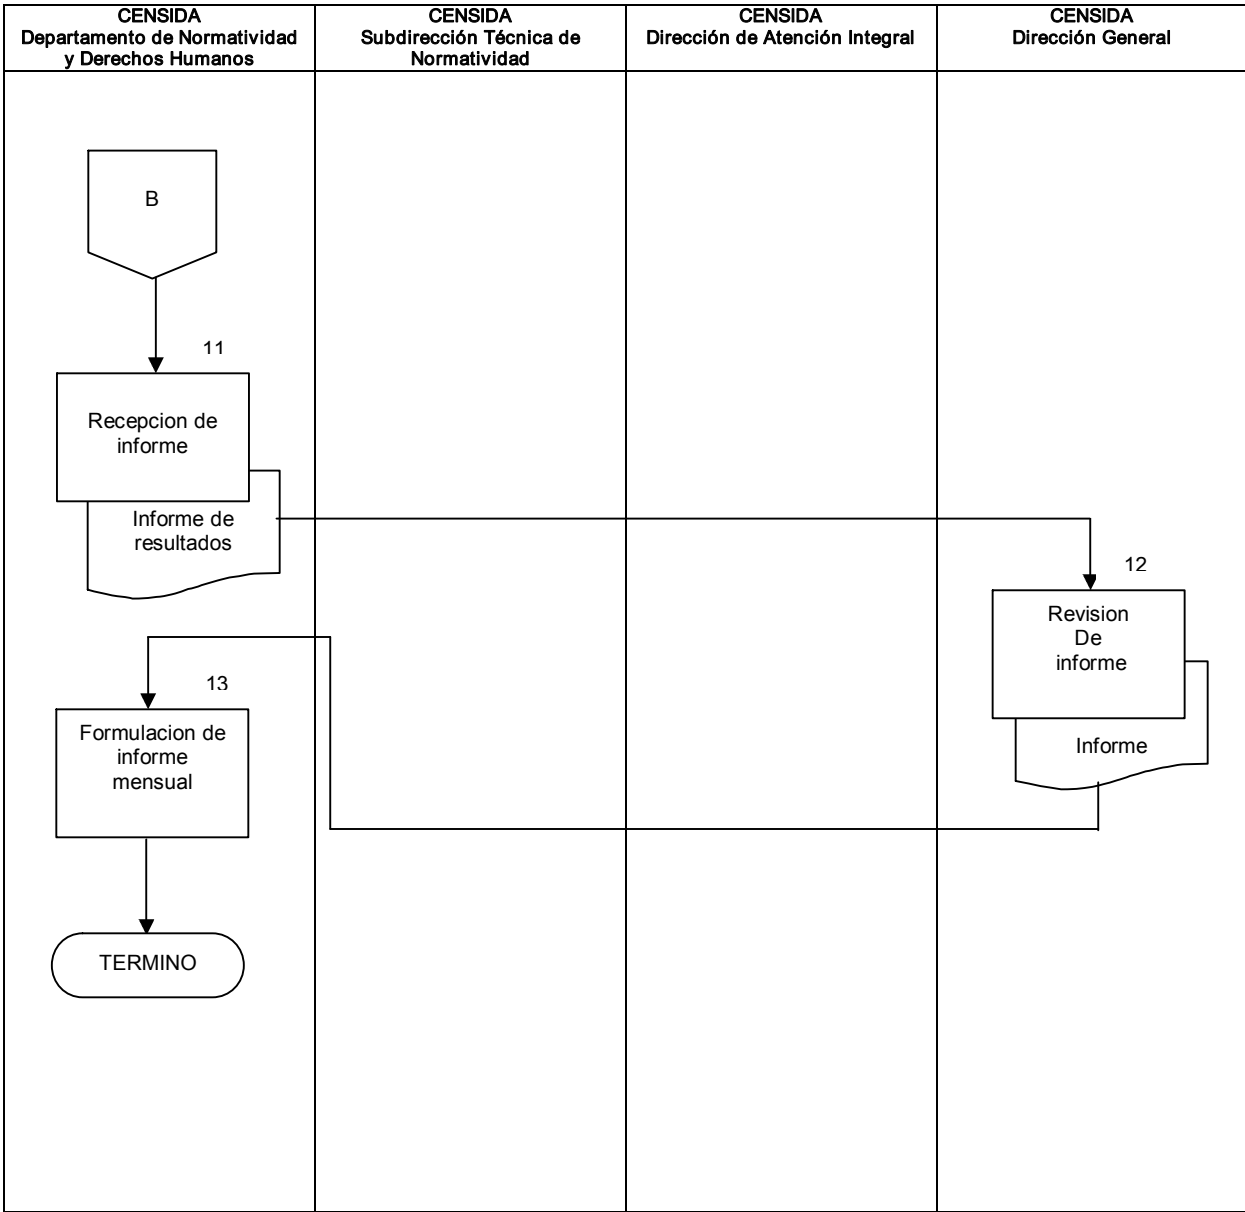 CENSIDA
Departamento de Normatividad
y Derechos Humanos
CENSIDA
Subdirección Técnica de
Normatividad
CENSIDA
Dirección de Atención Integral
CENSIDA
Dirección General
B
11
Recepcion de
informe
Informe de
resultados
12
Revision
De
informe
Informe
13
Formulacion de
informe
mensual
TERMINO